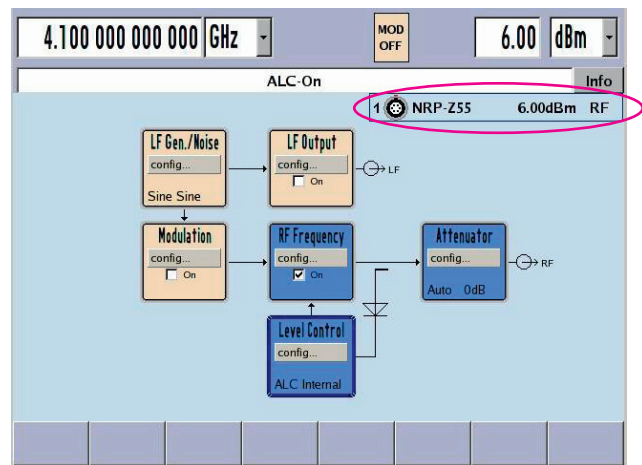 4.100 000 000 000 GHz MOD OFF 6.00 dBm
ALC-On Info
1 NRP-Z55 6.00dBm RF
LF Gen./Noise
config...
Sine Sine
LF Output
config...
On
LF
Modulation
config...
On
RF Frequency
config...
On
Attenuator
config...
Auto 0dB
RF
Level Control
config...
ALC Internal